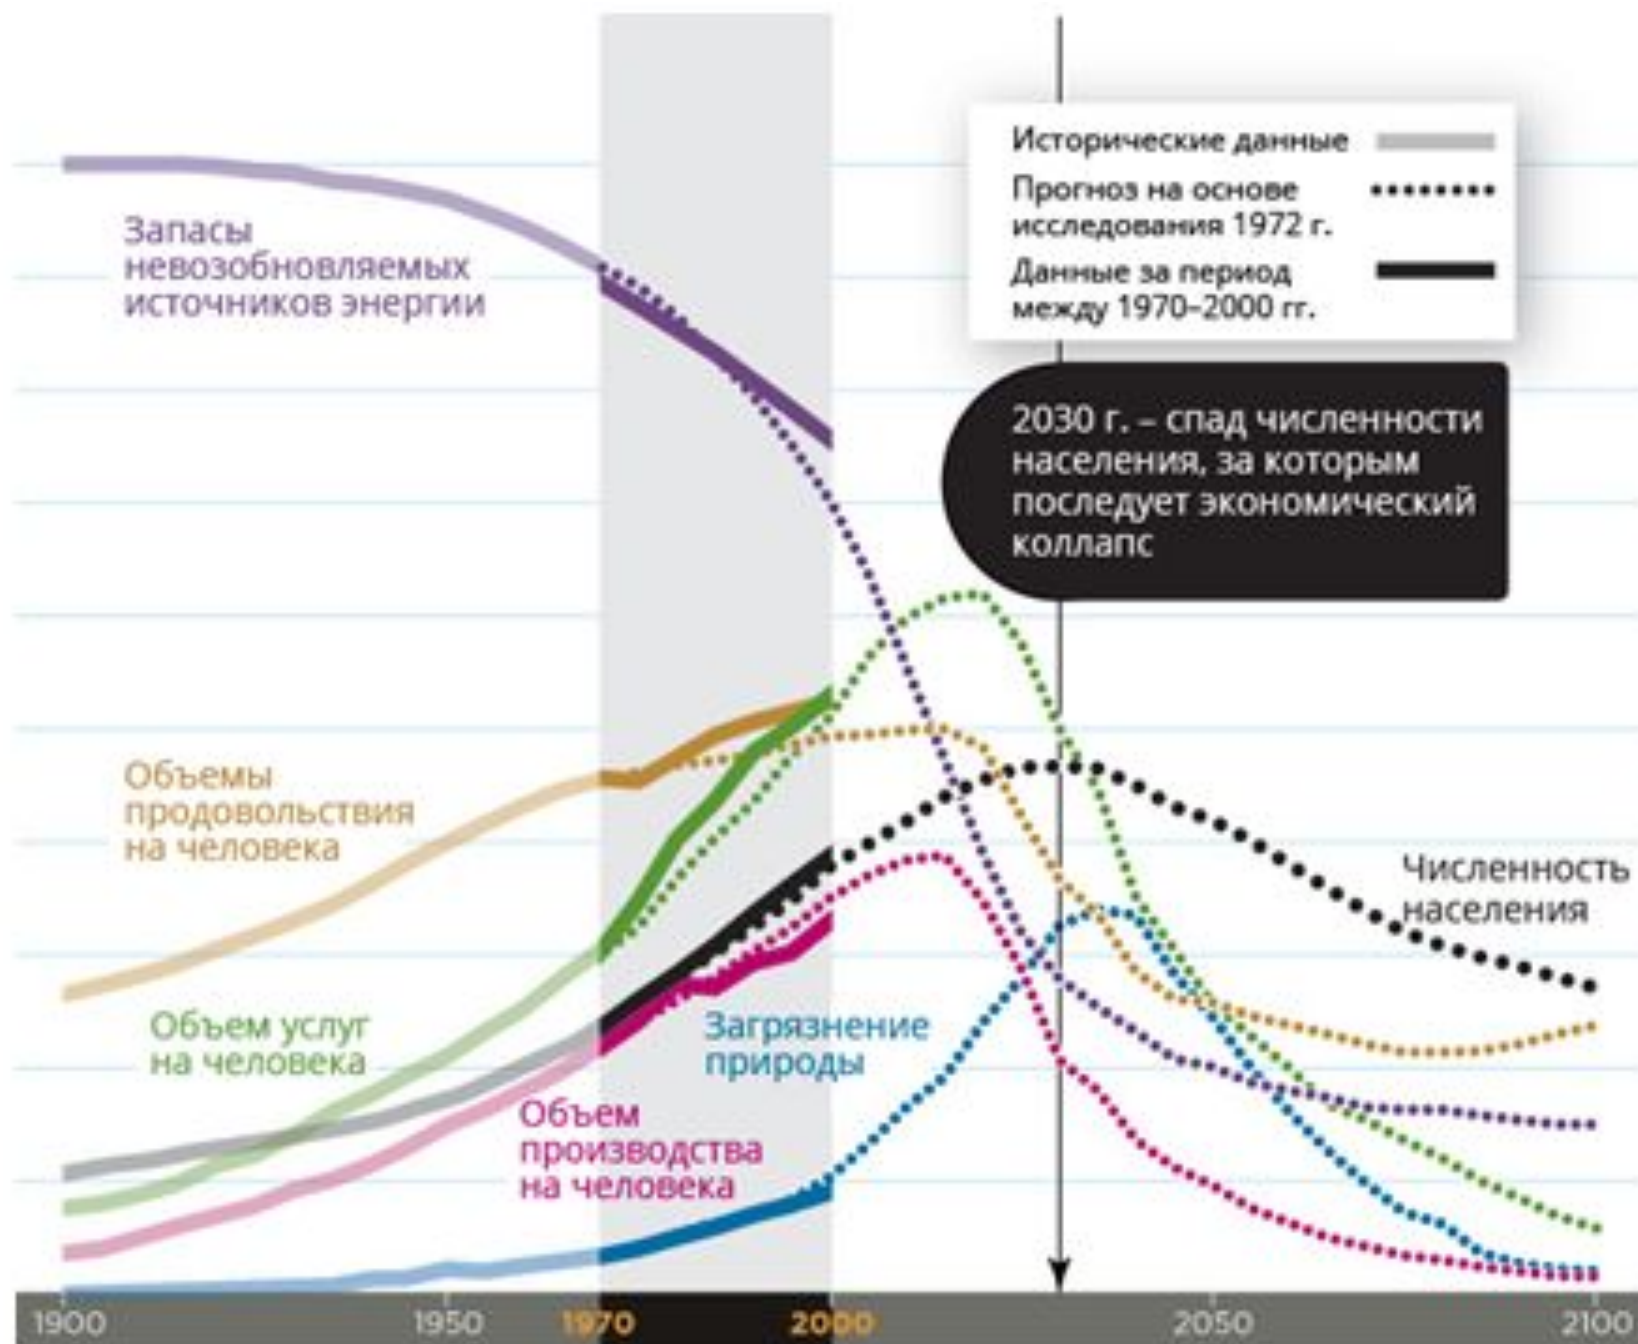 Исторические данные
Прогноз на основе
исследования 1972 г.
Данные за период
между 1970–2000 гг.
Запасы
невозобновляемых
источников энергии
2030 г. – спад численности
населения, за которым
последует экономический
коллапс
Объемы
продовольствия
на человека
Численность
населения
Объем услуг
на человека
Загрязнение
природы
Объем
производства
на человека
1900 1950 1970 2000 2050 2100